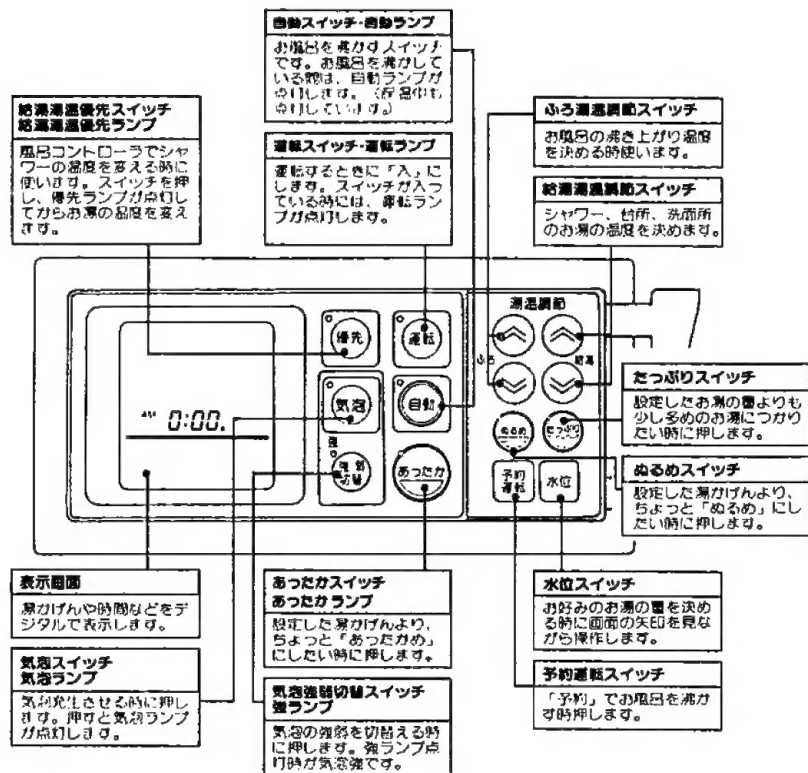 自動スイッチ・自動ランプ
お風呂を沸かすスイッチ
です。お風呂を沸かして
いる間は、自動ランプが
点灯します。（保温中も
点灯しています。）
給湯湯温優先スイッチ
給湯湯温優先ランプ
風呂コントローラでシャ
ワーの温度を変える時に
使います。スイッチを押
し、優先ランプが点灯し
てからお湯の温度を変え
ます。
運転スイッチ・運転ランプ
運転するときに「入」に
します。スイッチが入っ
ている時には、運転ラン
プが点灯します。
ふろ湯温調節スイッチ
お風呂の沸き上がり温度
を決める時使います。
給湯湯温調節スイッチ
シャワー、台所、洗面所
のお湯の温度を決めます。
湯温調節
優先
運転
ふろ
給湯
気泡
自動
AM 0:00.
強
強弱
切替
あったか
ぬるめ
たっぷり
予約
運転
水位
たっぷりスイッチ
設定したお湯の量よりも
少し多めのお湯につかり
たい時に押します。
ぬるめスイッチ
設定した湯かげんより、
ちょっと「ぬるめ」にし
たい時に押します。
表示画面
湯かげんや時間などをデ
ジタルで表示します。
気泡スイッチ
気泡ランプ
気泡発生させる時に押し
ます。押すと気泡ランプ
が点灯します。
あったかスイッチ
あったかランプ
設定した湯かげんより、
ちょっと「あったかめ」
にしたい時に押します。
気泡強弱切替スイッチ
強ランプ
気泡の強弱を切替える時
に押します。強ランプ点
灯時が気泡強です。
水位スイッチ
お好みのお湯の量を決め
る時に画面の矢印を見な
がら操作します。
予約運転スイッチ
「予約」でお風呂を沸か
す時押します。